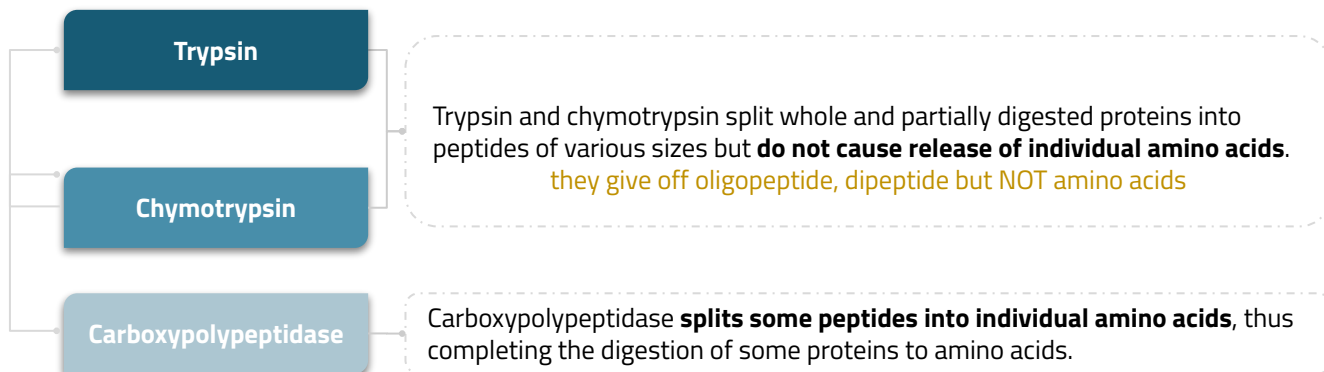 Trypsin
Trypsin and chymotrypsin split whole and partially digested proteins into
peptides of various sizes but do not cause release of individual amino acids.
they give off oligopeptide, dipeptide but NOT amino acids
Chymotrypsin
Carboxypolypeptidase
Carboxypolypeptidase splits some peptides into individual amino acids, thus
completing the digestion of some proteins to amino acids.